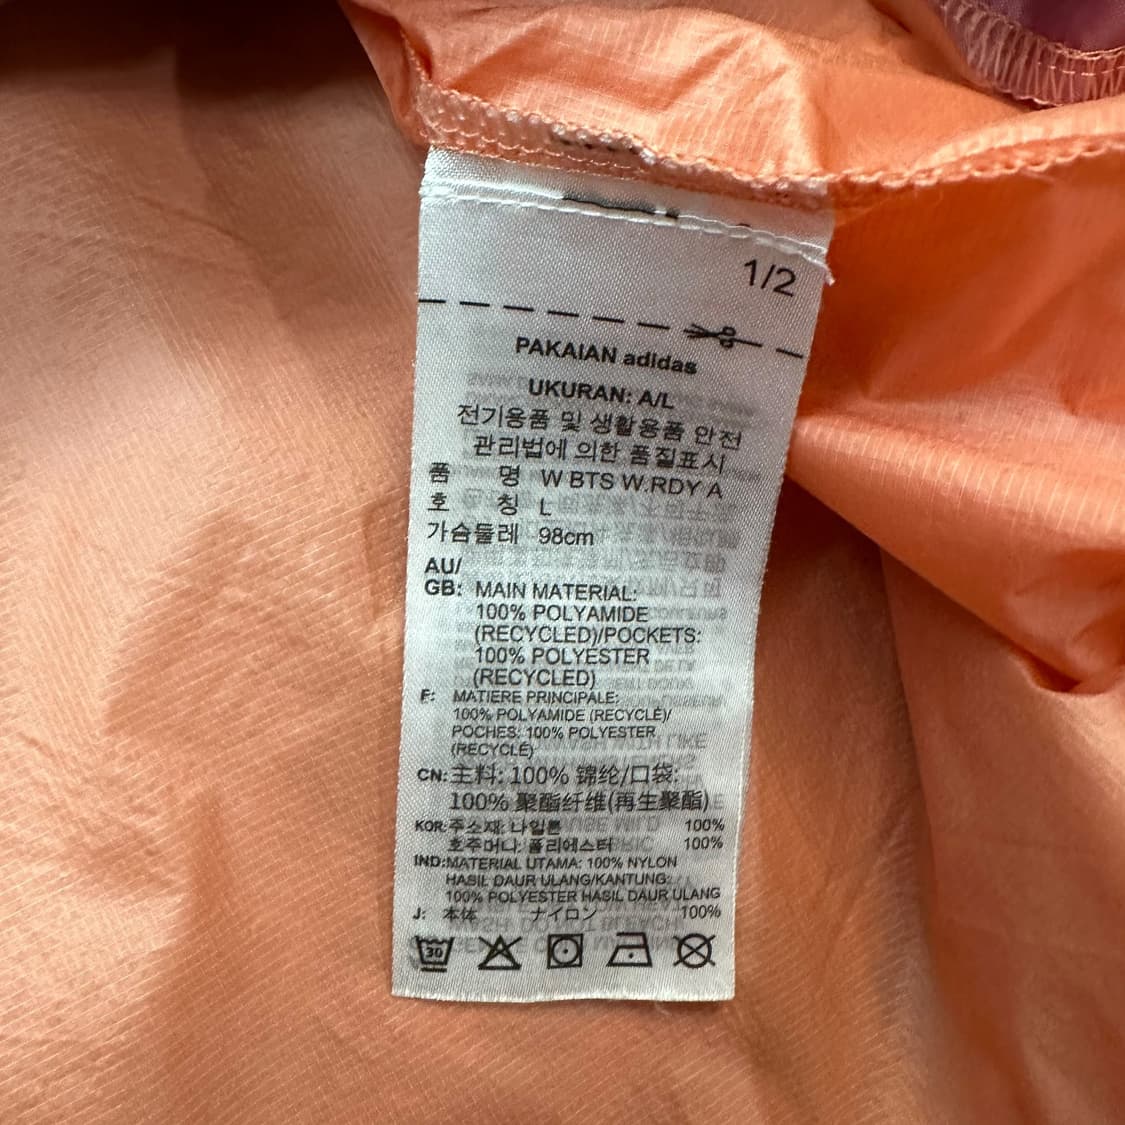 1/2
PAKAIAN adidas
UKURAN: A/L
전기용품 및 생활용품 안전
관리법에 의한 품질표시
품 명 W BTS W.RDY A
호 칭 L
가슴둘레 98cm
AU/
GB: MAIN MATERIAL:
100% POLYAMIDE
(RECYCLED)/POCKETS:
100% POLYESTER
(RECYCLED)
F: MATIERE PRINCIPALE:
100% POLYAMIDE (RECYCLÉ)/
POCHES: 100% POLYESTER
(RECYCLÉ)
CN: 主料: 100% 锦纶/口袋:
100% 聚酯纤维(再生聚酯)
KOR: 주소재: 나일론 100%
호주머니: 폴리에스터 100%
IND: MATERIAL UTAMA: 100% NYLON
HASIL DAUR ULANG/KANTUNG:
100% POLYESTER HASIL DAUR ULANG
J: 本体 ナイロン 100%
30